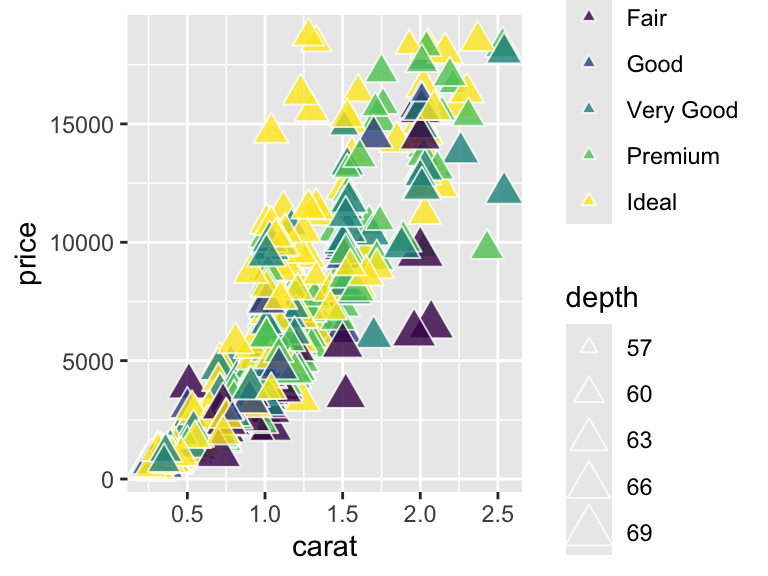 price
15000
10000
5000
0
0.5 1.0 1.5 2.0 2.5
carat
Fair
Good
Very Good
Premium
Ideal
depth
57
60
63
66
69